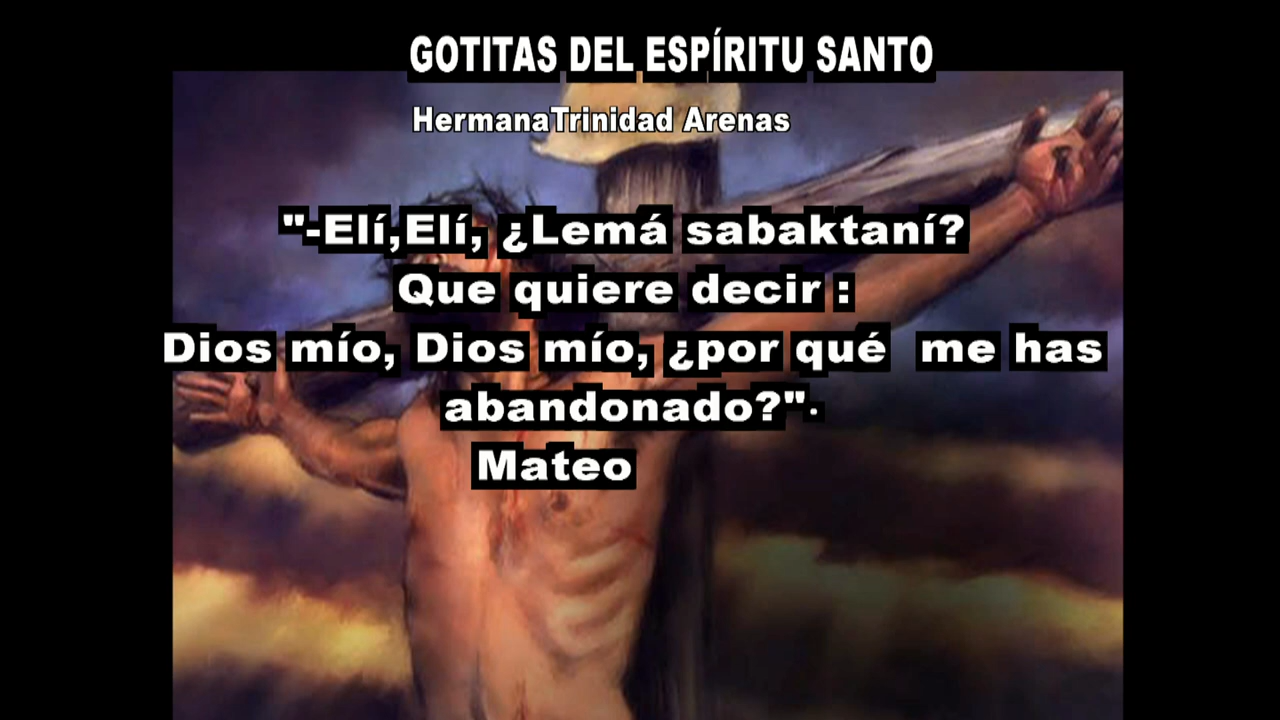 GOTITAS DEL ESPÍRITU SANTO
HermanaTrinidad Arenas
"-Elí,Elí, ¿Lemá sabaktaní?
Que quiere decir :
Dios mío, Dios mío, ¿por qué  me has
abandonado?".
Mateo